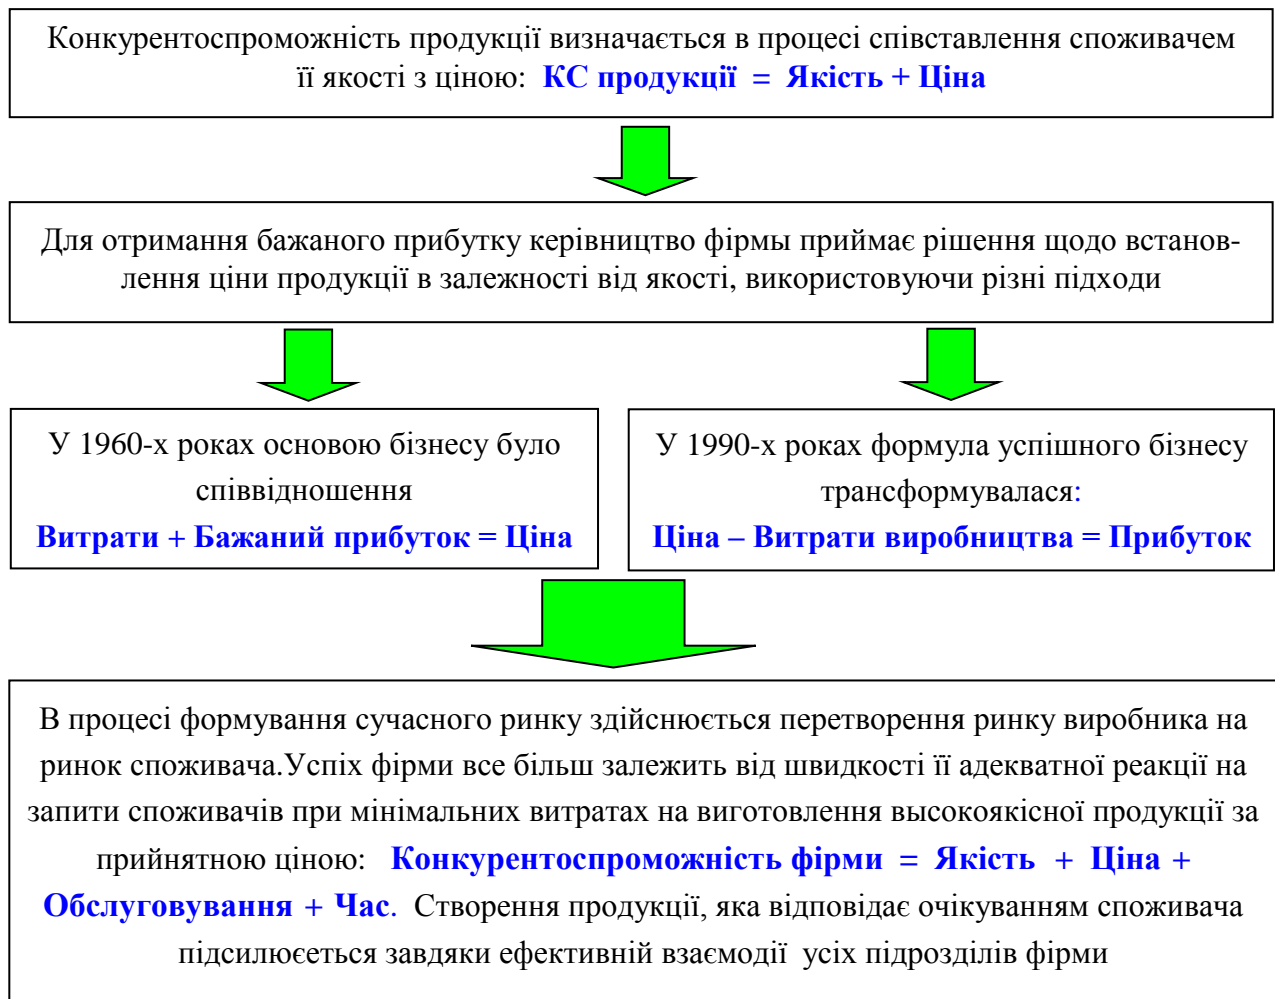 Конкурентоспроможність продукції визначається в процесі співставлення споживачем
її якості з ціною: КС продукції = Якість + Ціна
Для отримання бажаного прибутку керівництво фірмы приймає рішення щодо встанов-
лення ціни продукції в залежності від якості, використовуючи різні підходи
У 1960-х роках основою бізнесу було
співвідношення
Витрати + Бажаний прибуток = Ціна
У 1990-х роках формула успішного бізнесу
трансформувалася:
Ціна – Витрати виробництва = Прибуток
В процесі формування сучасного ринку здійснюється перетворення ринку виробника на
ринок споживача.Успіх фірми все більш залежить від швидкості її адекватної реакції на
запити споживачів при мінімальних витратах на виготовлення высокоякісної продукції за
прийнятною ціною: Конкурентоспроможність фірми = Якість + Ціна +
Обслуговування + Час. Створення продукції, яка відповідає очікуванням споживача
підсилюєеться завдяки ефективній взаємодії усіх підрозділів фірми